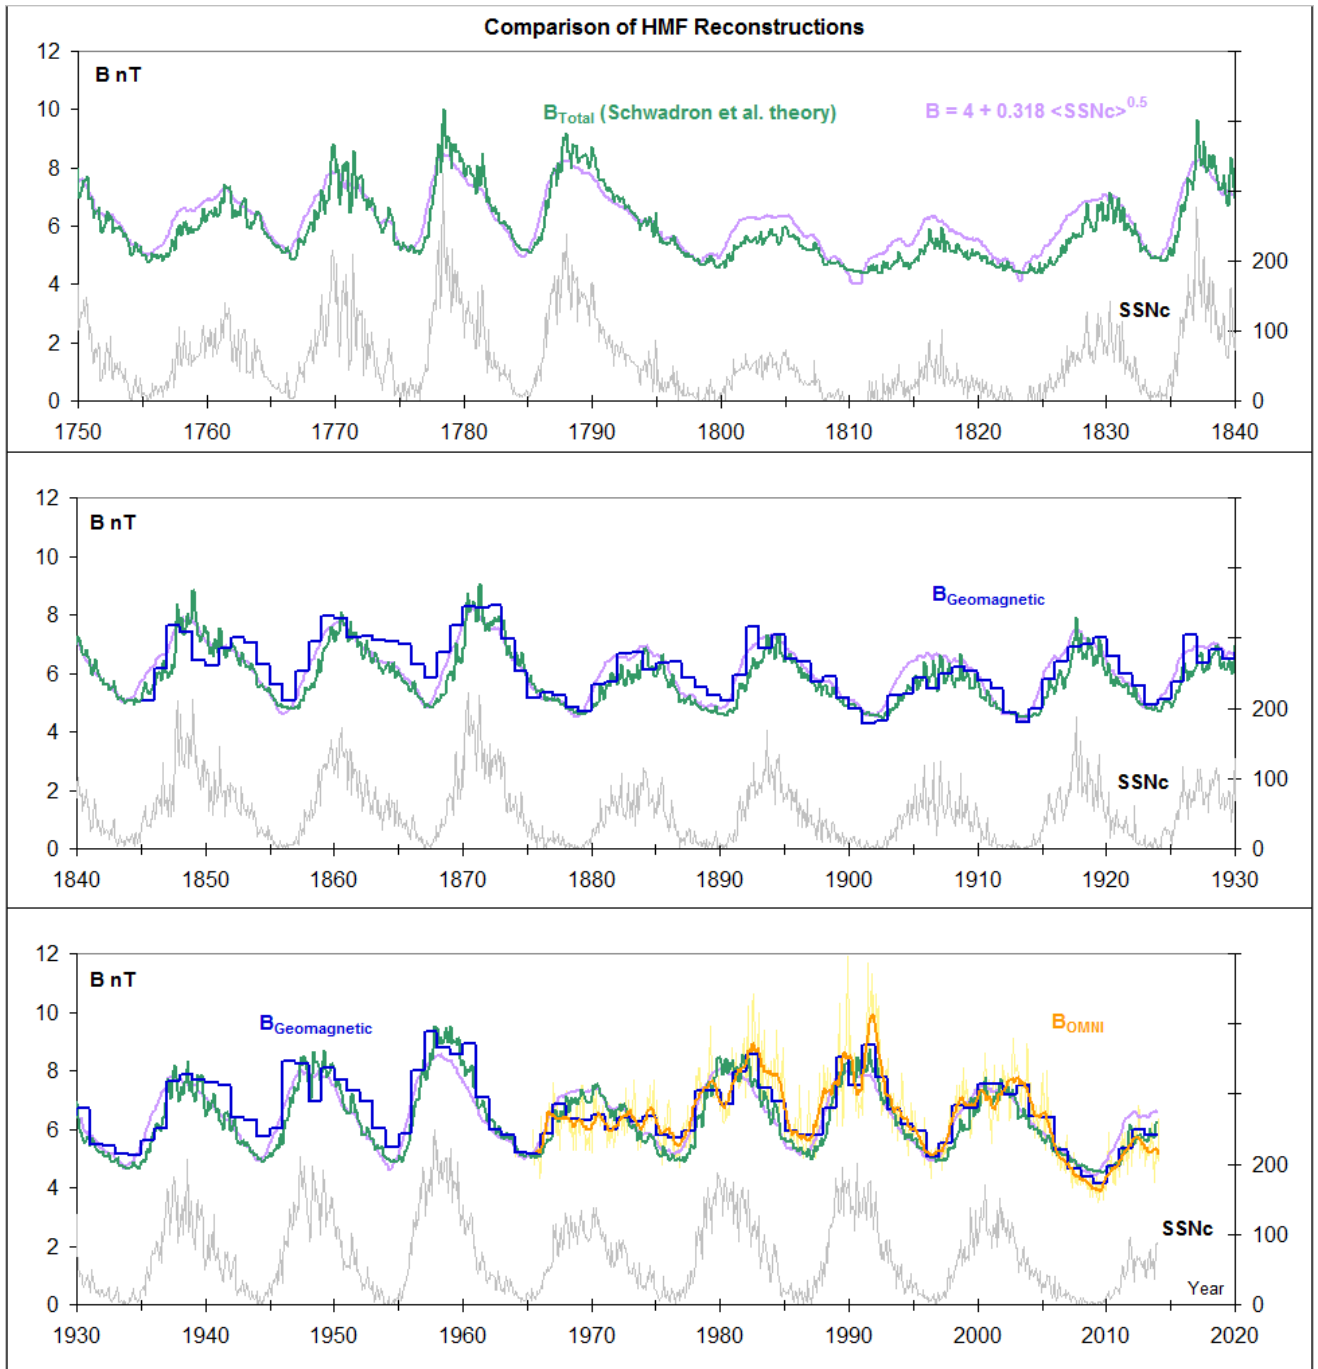 Comparison of HMF Reconstructions
12
B nT
B_Total (Schwadron et al. theory)
B = 4 + 0.318 <SSNc>^0.5
10
8
6
4
200
SSNc
2
100
0
0
1750 1760 1770 1780 1790 1800 1810 1820 1830 1840
12
B nT
10
B_Geomagnetic
8
6
4
200
SSNc
2
100
0
0
1840 1850 1860 1870 1880 1890 1900 1910 1920 1930
12
B nT
10
B_Geomagnetic
B_OMNI
8
6
4
200
SSNc
2
100
Year
0
0
1930 1940 1950 1960 1970 1980 1990 2000 2010 2020